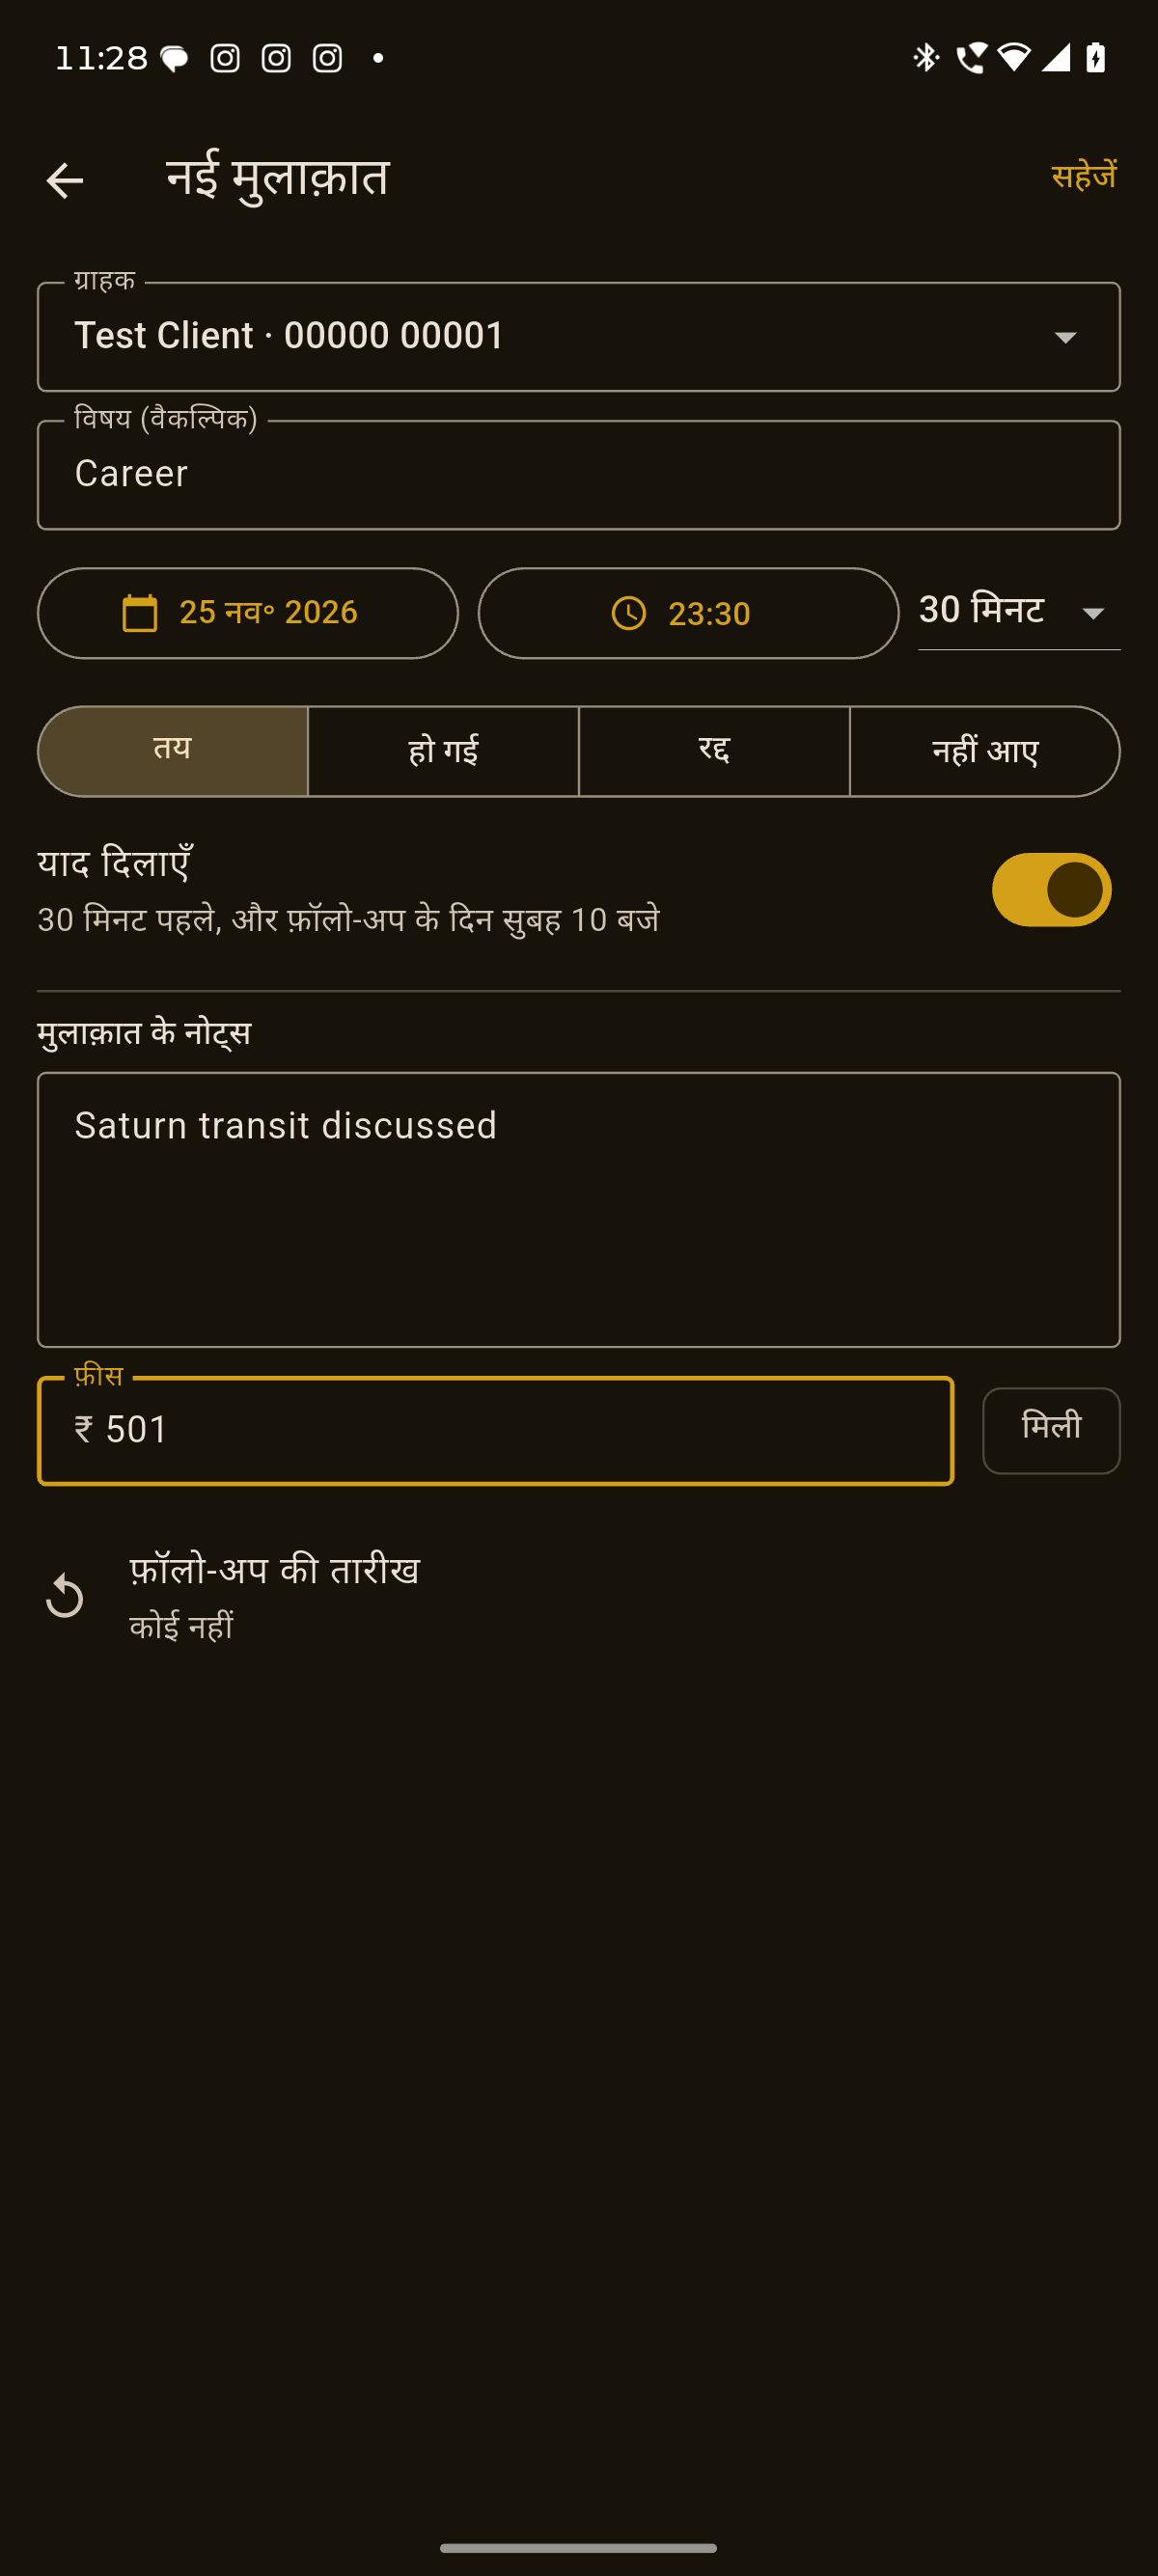 11:28
नई मुलाक़ात
सहेजें
ग्राहक
Test Client · 00000 00001
विषय (वैकल्पिक)
Career
25 नव॰ 2026
23:30
30 मिनट
तय
हो गई
रद्द
नहीं आए
याद दिलाएँ
30 मिनट पहले, और फ़ॉलो-अप के दिन सुबह 10 बजे
मुलाक़ात के नोट्स
Saturn transit discussed
फ़ीस
₹ 501
मिली
फ़ॉलो-अप की तारीख
कोई नहीं